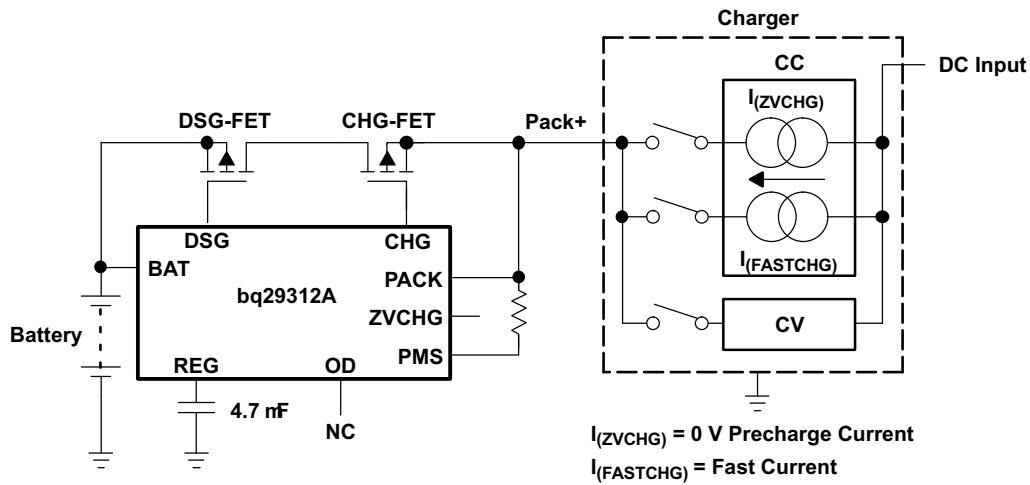 Charger
CC
DC Input
I(ZVCHG)
DSG-FET
CHG-FET
Pack+
I(FASTCHG)
DSG
CHG
BAT
PACK
bq29312A
ZVCHG
CV
Battery
PMS
REG
OD
4.7 mF
NC
I(ZVCHG) = 0 V Precharge Current
I(FASTCHG) = Fast Current